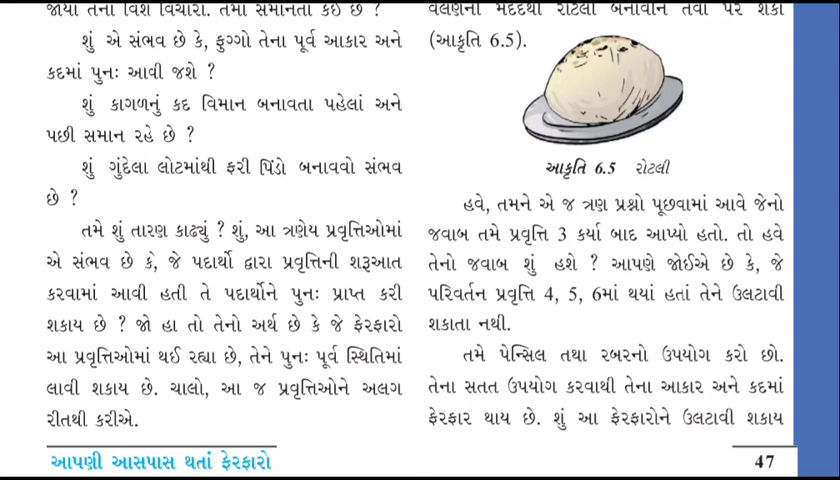 જોયો તેના વિશે વિચારો. તેમાં સમાનતા કઈ છે ?
શું એ સંભવ છે કે, ફુગ્ગો તેના પૂર્વ આકાર અને
કદમાં પુનઃ આવી જશે ?
શું કાગળનું કદ વિમાન બનાવતા પહેલાં અને
પછી સમાન રહે છે ?
શું ગુંદેલા લોટમાંથી ફરી પિંડો બનાવવો સંભવ
છે ?
તમે શું તારણ કાઢ્યું ? શું, આ ત્રણેય પ્રવૃત્તિઓમાં
એ સંભવ છે કે, જે પદાર્થો દ્વારા પ્રવૃત્તિની શરૂઆત
કરવામાં આવી હતી તે પદાર્થોને પુનઃ પ્રાપ્ત કરી
શકાય છે ? જો હા તો તેનો અર્થ છે કે જે ફેરફારો
આ પ્રવૃત્તિઓમાં થઈ રહ્યા છે, તેને પુનઃ પૂર્વ સ્થિતિમાં
લાવી શકાય છે. ચાલો, આ જ પ્રવૃત્તિઓને અલગ
રીતથી કરીએ.
વેલણની મદદથી રોટલી બનાવીને તવા પર શેકો
(આકૃતિ 6.5).
આકૃતિ 6.5 રોટલી
હવે, તમને એ જ ત્રણ પ્રશ્નો પૂછવામાં આવે જેનો
જવાબ તમે પ્રવૃત્તિ 3 કર્યા બાદ આપ્યો હતો. તો હવે
તેનો જવાબ શું હશે ? આપણે જોઈએ છે કે, જે
પરિવર્તન પ્રવૃત્તિ 4, 5, 6માં થયાં હતાં તેને ઉલટાવી
શકાતા નથી.
તમે પેન્સિલ તથા રબરનો ઉપયોગ કરો છો.
તેના સતત ઉપયોગ કરવાથી તેના આકાર અને કદમાં
ફેરફાર થાય છે. શું આ ફેરફારોને ઉલટાવી શકાય
આપણી આસપાસ થતાં ફેરફારો
47